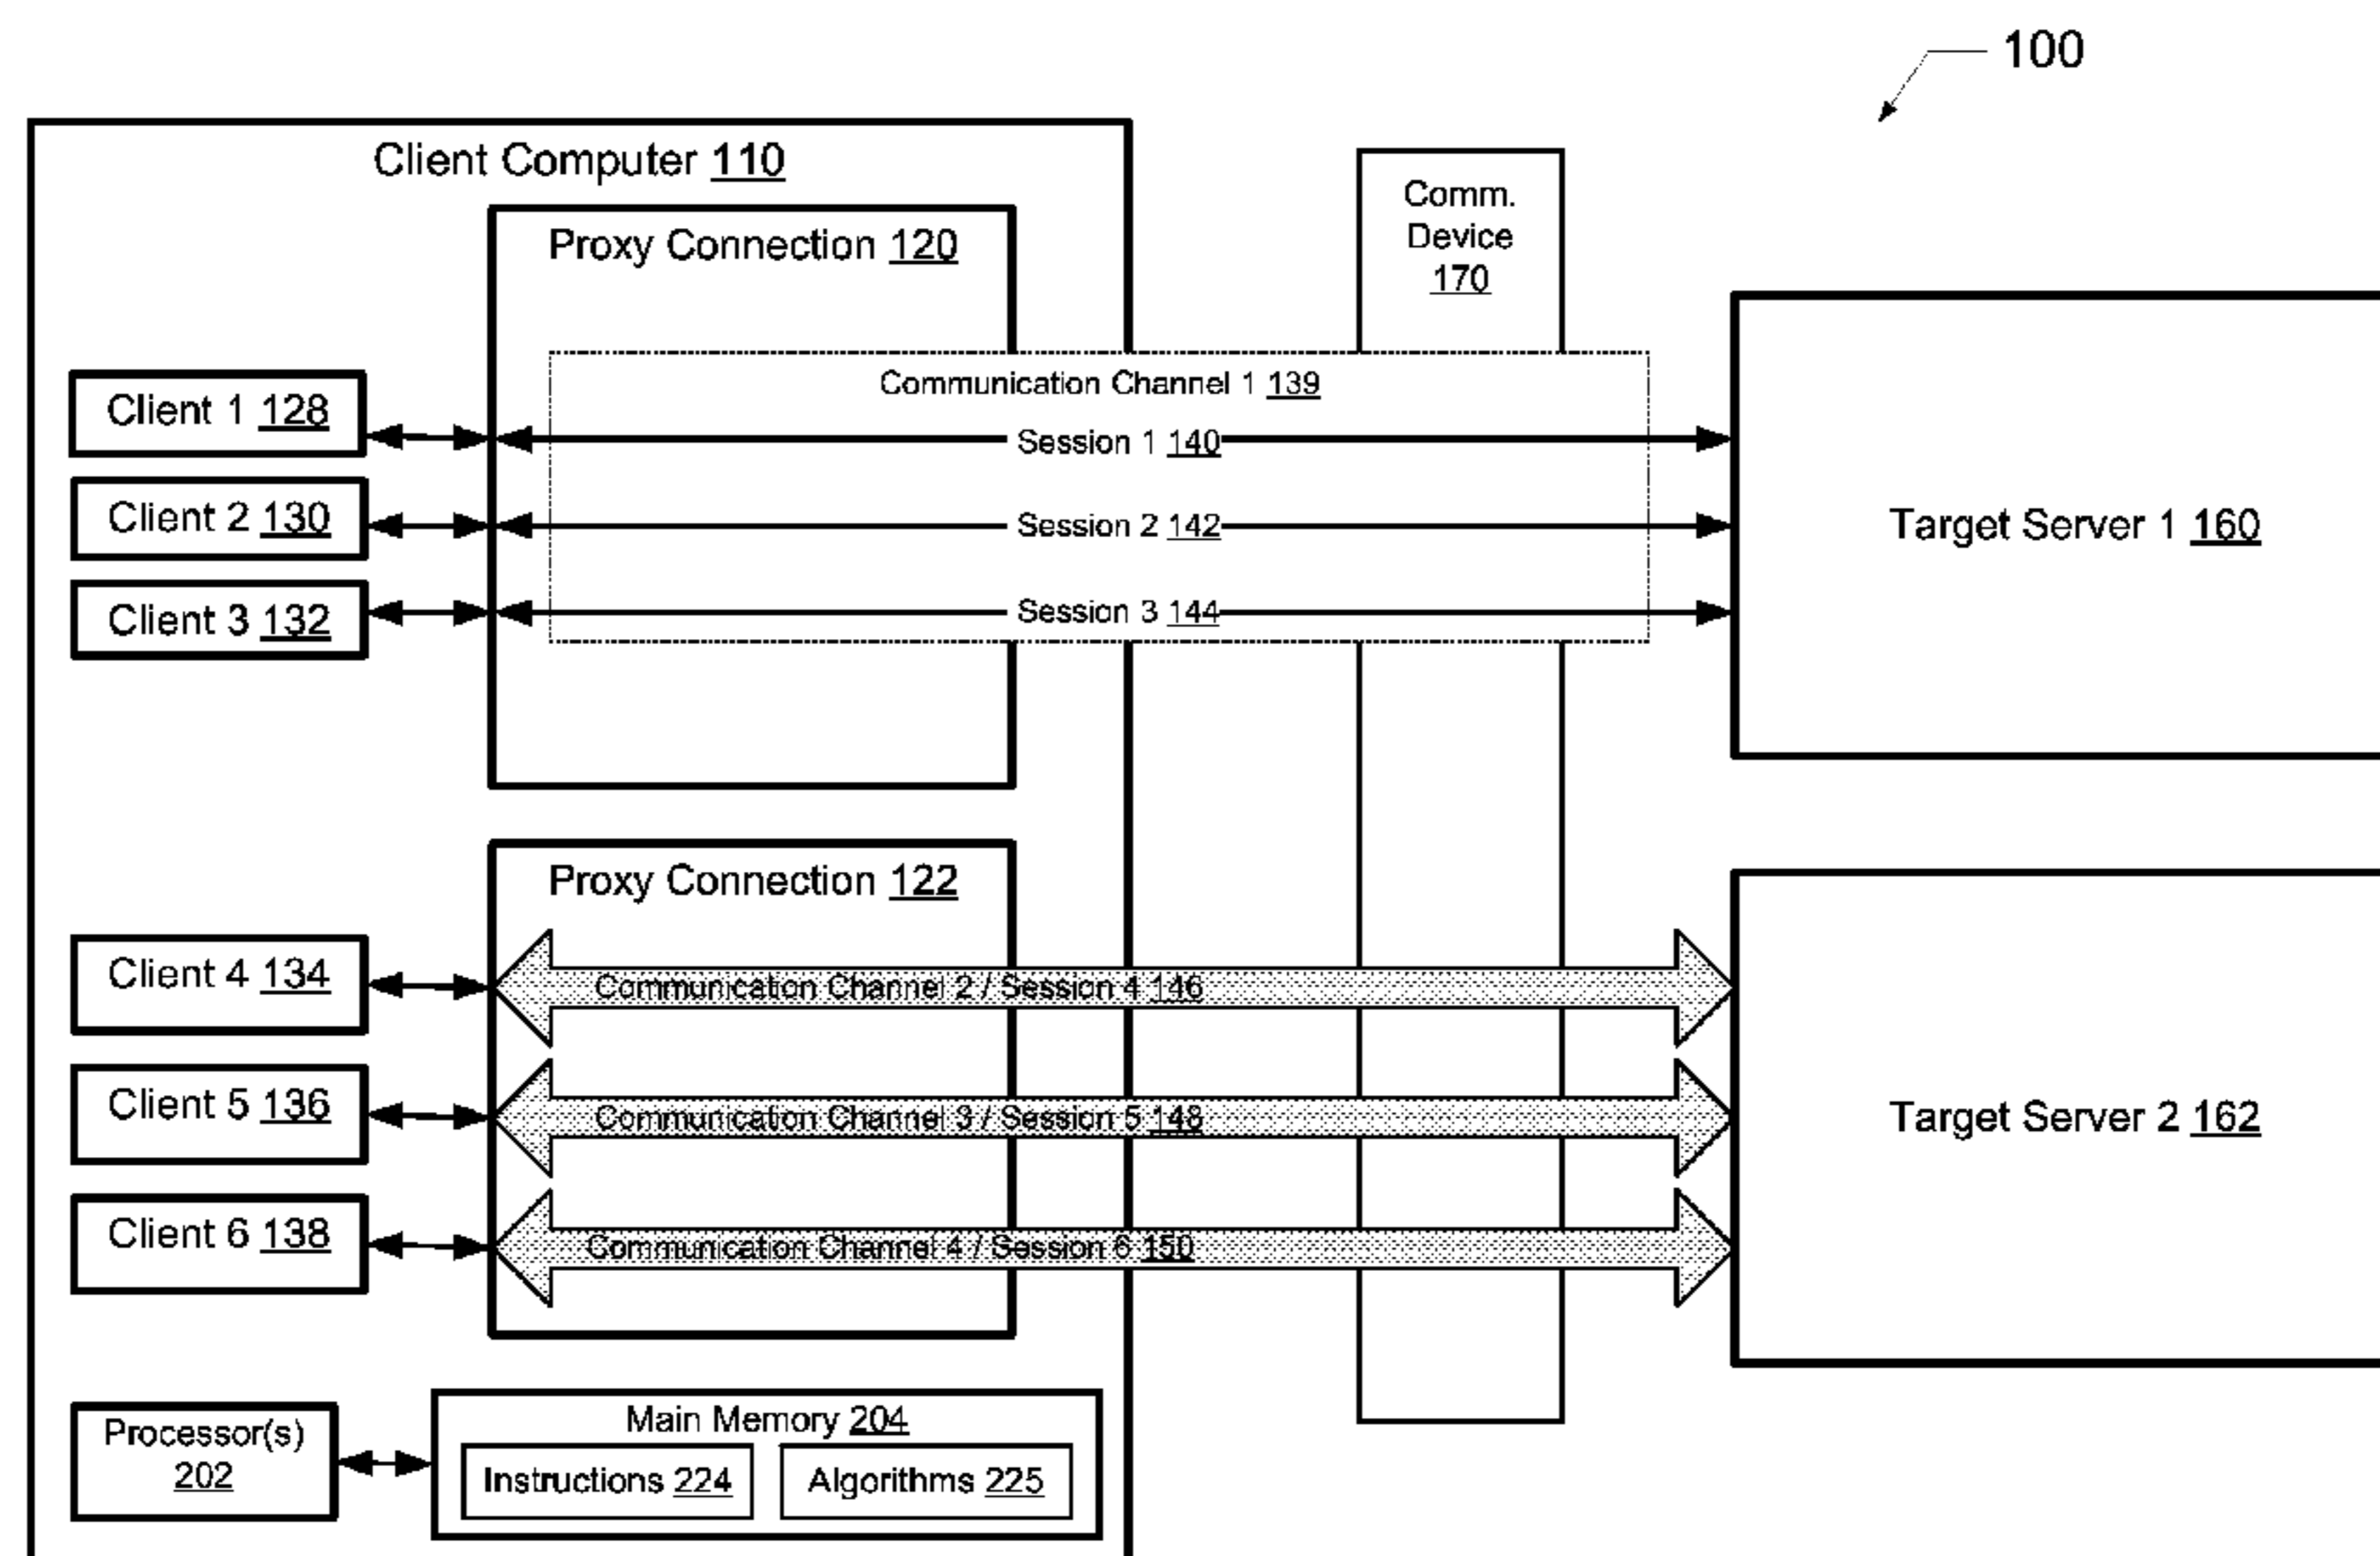 100
Client Computer 110
Comm.
Device
170
Proxy Connection 120
Communication Channel 1 139
Client 1 128
Session 1 140
Client 2 130
Session 2 142
Target Server 1 160
Client 3 132
Session 3 144
Proxy Connection 122
Client 4 134
Communication Channel 2 / Session 4 146
Client 5 136
Communication Channel 3 / Session 5 148
Target Server 2 162
Client 6 138
Communication Channel 4 / Session 6 150
Processor(s)
202
Main Memory 204
Instructions 224
Algorithms 225